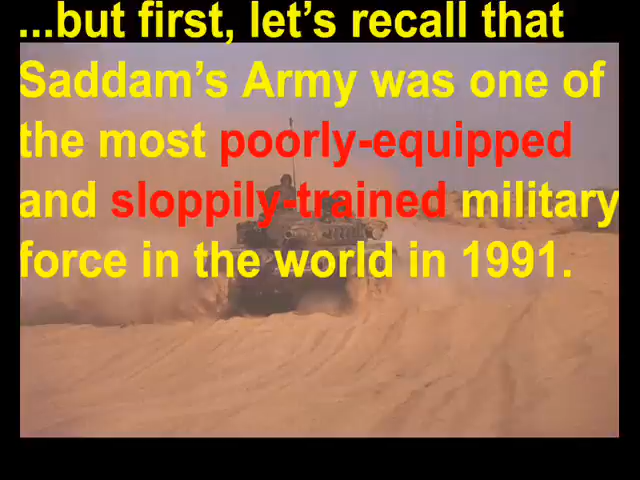 ...but first, let's recall that
Saddam's Army was one of
the most poorly-equipped
and sloppily-trained military
force in the world in 1991.